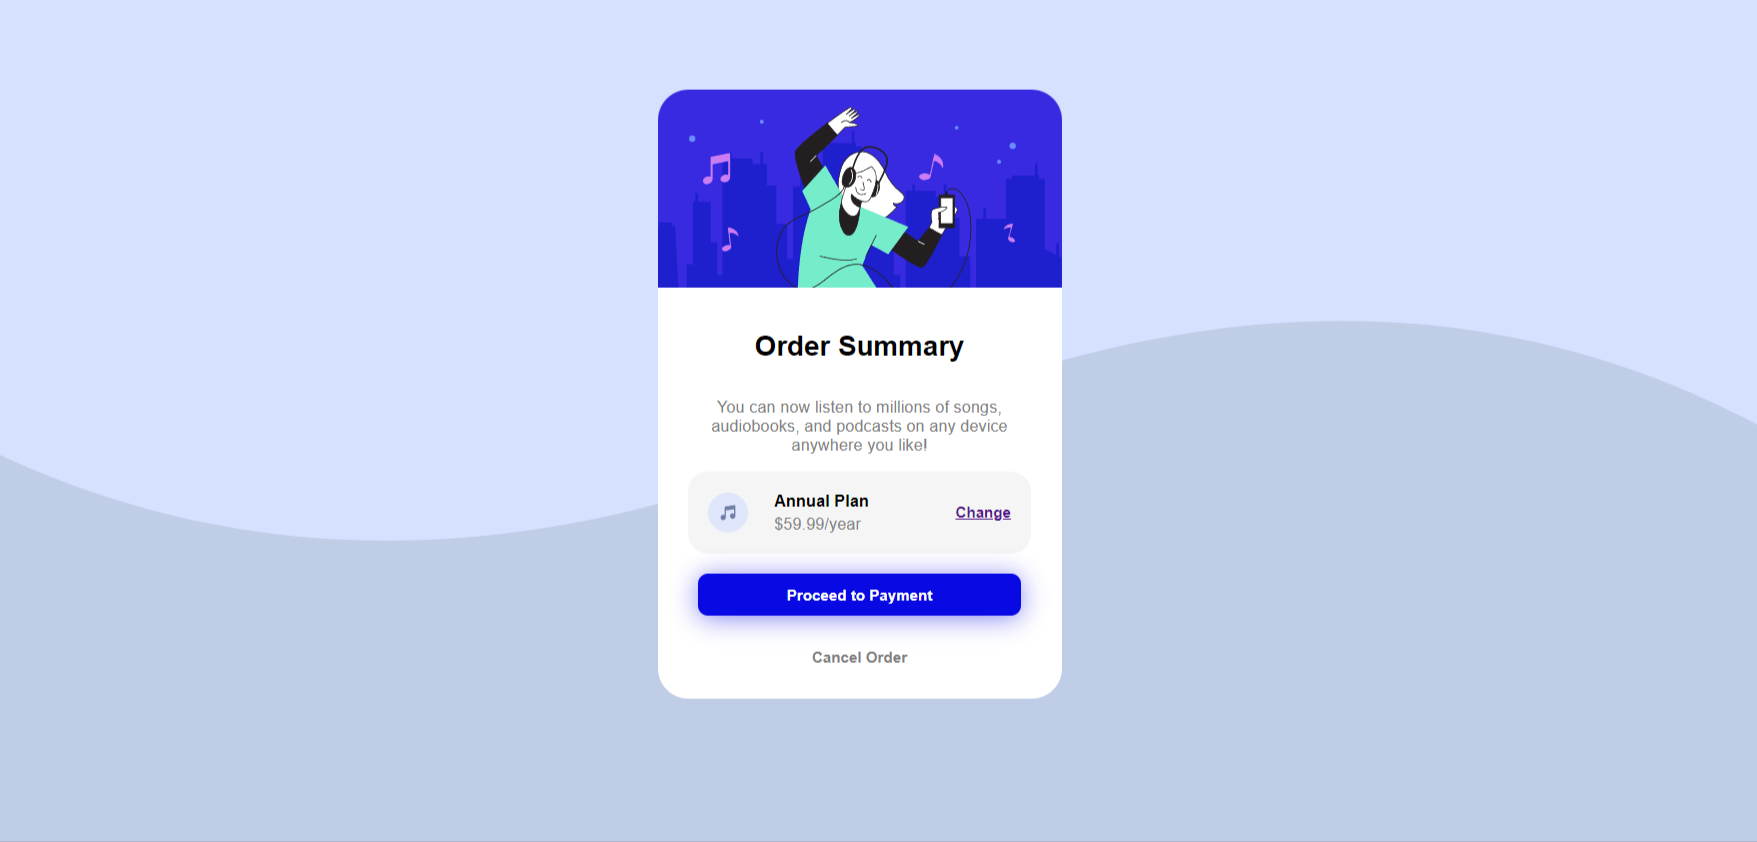 Order Summary
You can now listen to millions of songs,
audiobooks, and podcasts on any device
anywhere you like!
Annual Plan
$59.99/year
Change
Proceed to Payment
Cancel Order